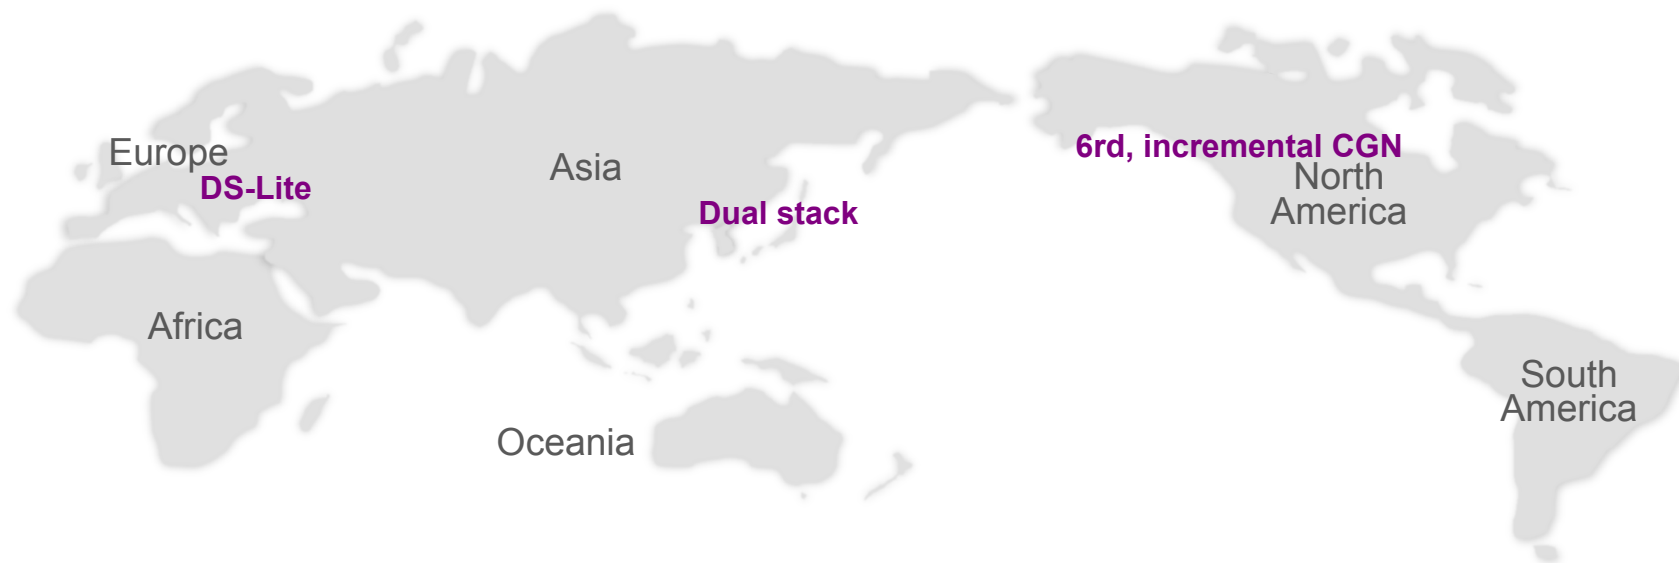 Europe
DS-Lite
Asia
Dual stack
6rd, incremental CGN
North
America
Africa
Oceania
South
America